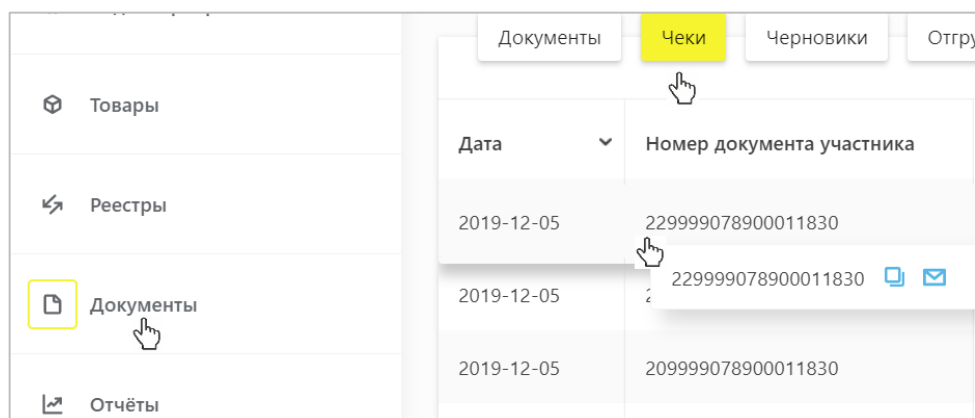 Документы
Чеки
Черновики
Отгру
Товары
Дата
Номер документа участника
Реестры
2019-12-05
229999078900011830
229999078900011830
Документы
2019-12-05
2019-12-05
209999078900011830
Отчёты